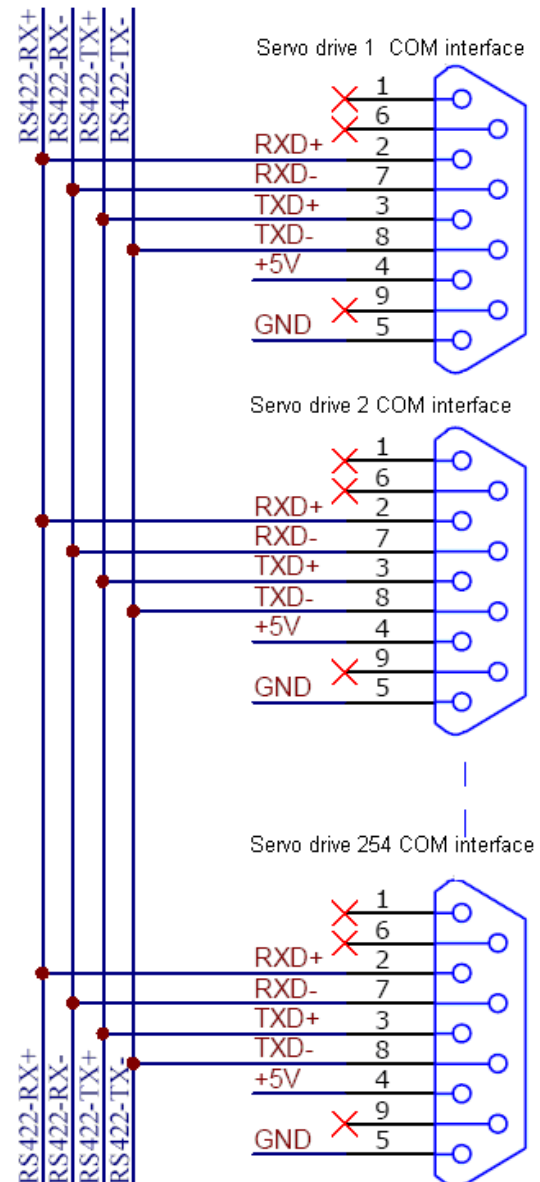 RS422-RX+
RS422-RX-
RS422-TX+
RS422-TX-
Servo drive 1 COM interface
1
6
RXD+ 2
RXD- 7
TXD+ 3
TXD- 8
+5V 4
9
GND 5
Servo drive 2 COM interface
1
6
RXD+ 2
RXD- 7
TXD+ 3
TXD- 8
+5V 4
9
GND 5
Servo drive 254 COM interface
1
6
RXD+ 2
RXD- 7
TXD+ 3
TXD- 8
+5V 4
9
GND 5
RS422-RX+
RS422-RX-
RS422-TX+
RS422-TX-